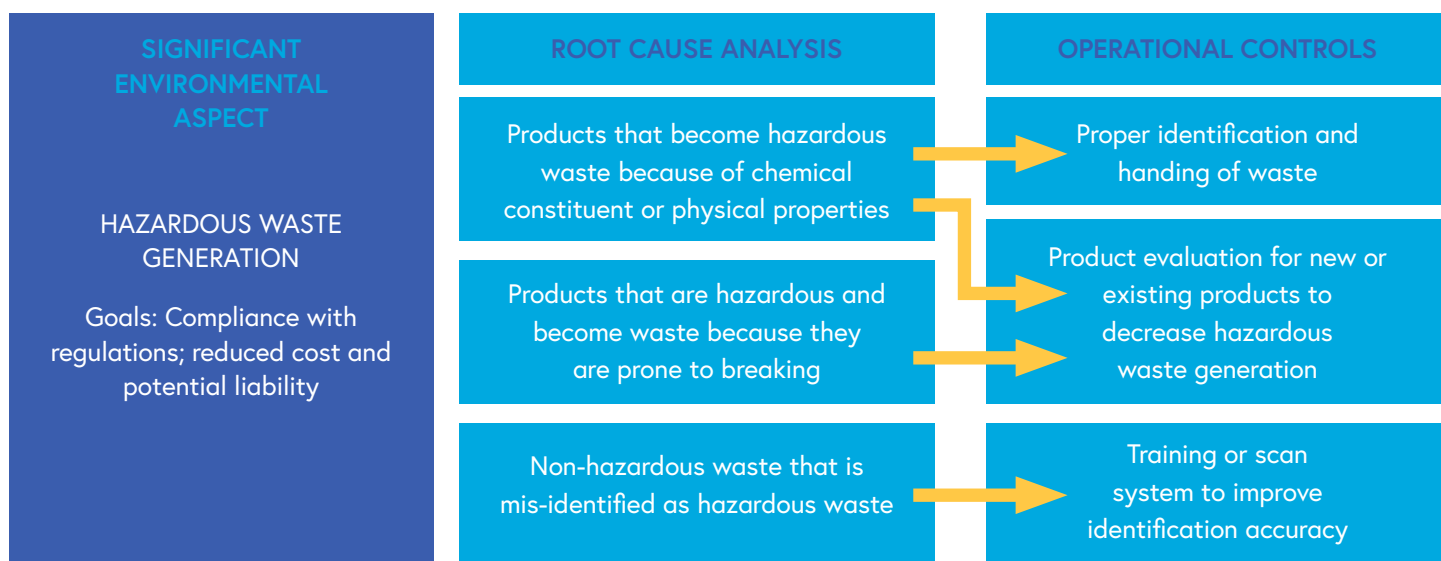 SIGNIFICANT
ENVIRONMENTAL
ASPECT
HAZARDOUS WASTE
GENERATION
Goals: Compliance with
regulations; reduced cost and
potential liability
ROOT CAUSE ANALYSIS
Products that become hazardous
waste because of chemical
constituent or physical properties
Products that are hazardous and
become waste because they
are prone to breaking
Non-hazardous waste that is
mis-identified as hazardous waste
OPERATIONAL CONTROLS
Proper identification and
handing of waste
Product evaluation for new or
existing products to
decrease hazardous
waste generation
Training or scan
system to improve
identification accuracy